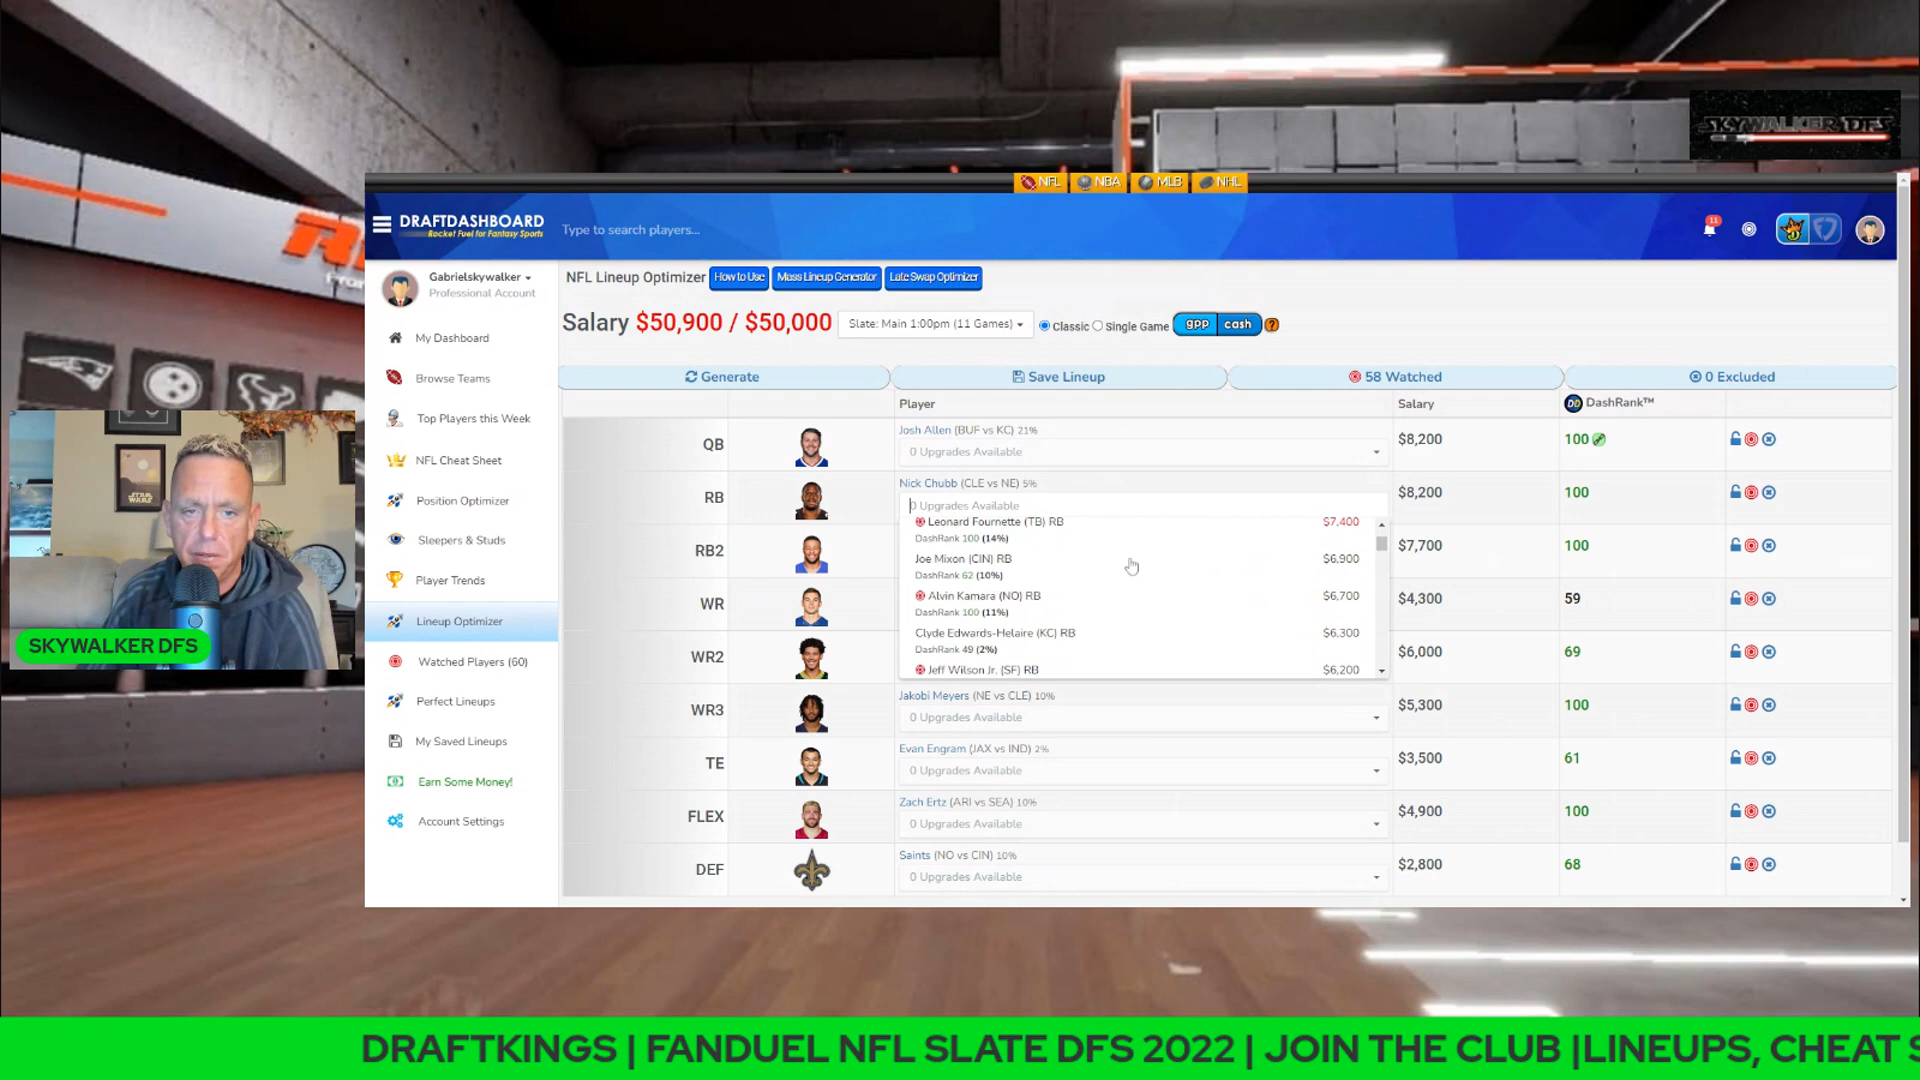 SKYWALKER DFS
NFL NBA MLB NHL
DRAFTDASHBOARD
Rocket Fuel for Fantasy Sports
Type to search players...
11
Gabrielskywalker
Professional Account
My Dashboard
Browse Teams
Top Players this Week
NFL Cheat Sheet
Position Optimizer
Sleepers & Studs
Player Trends
Lineup Optimizer
Watched Players (60)
Perfect Lineups
My Saved Lineups
Earn Some Money!
Account Settings
NFL Lineup Optimizer How to Use Mass Lineup Generator Late Swap Optimizer
Salary $50,900 / $50,000 Slate: Main 1:00pm (11 Games) Classic Single Game gpp cash ?
Generate Save Lineup 58 Watched 0 Excluded
Player Salary DD DashRank™
QB Josh Allen (BUF vs KC) 21% $8,200 100
0 Upgrades Available
RB Nick Chubb (CLE vs NE) 5% $8,200 100
0 Upgrades Available
Leonard Fournette (TB) RB $7,400
DashRank 100 (14%)
Joe Mixon (CIN) RB $6,900
DashRank 62 (10%)
Alvin Kamara (NO) RB $6,700
DashRank 100 (11%)
Clyde Edwards-Helaire (KC) RB $6,300
DashRank 49 (2%)
Jeff Wilson Jr. (SF) RB $6,200
RB2 $7,700 100
WR $4,300 59
WR2 $6,000 69
WR3 Jakobi Meyers (NE vs CLE) 10% $5,300 100
0 Upgrades Available
TE Evan Engram (JAX vs IND) 2% $3,500 61
0 Upgrades Available
FLEX Zach Ertz (ARI vs SEA) 10% $4,900 100
0 Upgrades Available
DEF Saints (NO vs CIN) 10% $2,800 68
0 Upgrades Available
STAR WARS
SKYWALKER DFS
DRAFTKINGS | FANDUEL NFL SLATE DFS 2022 | JOIN THE CLUB |LINEUPS, CHEAT S